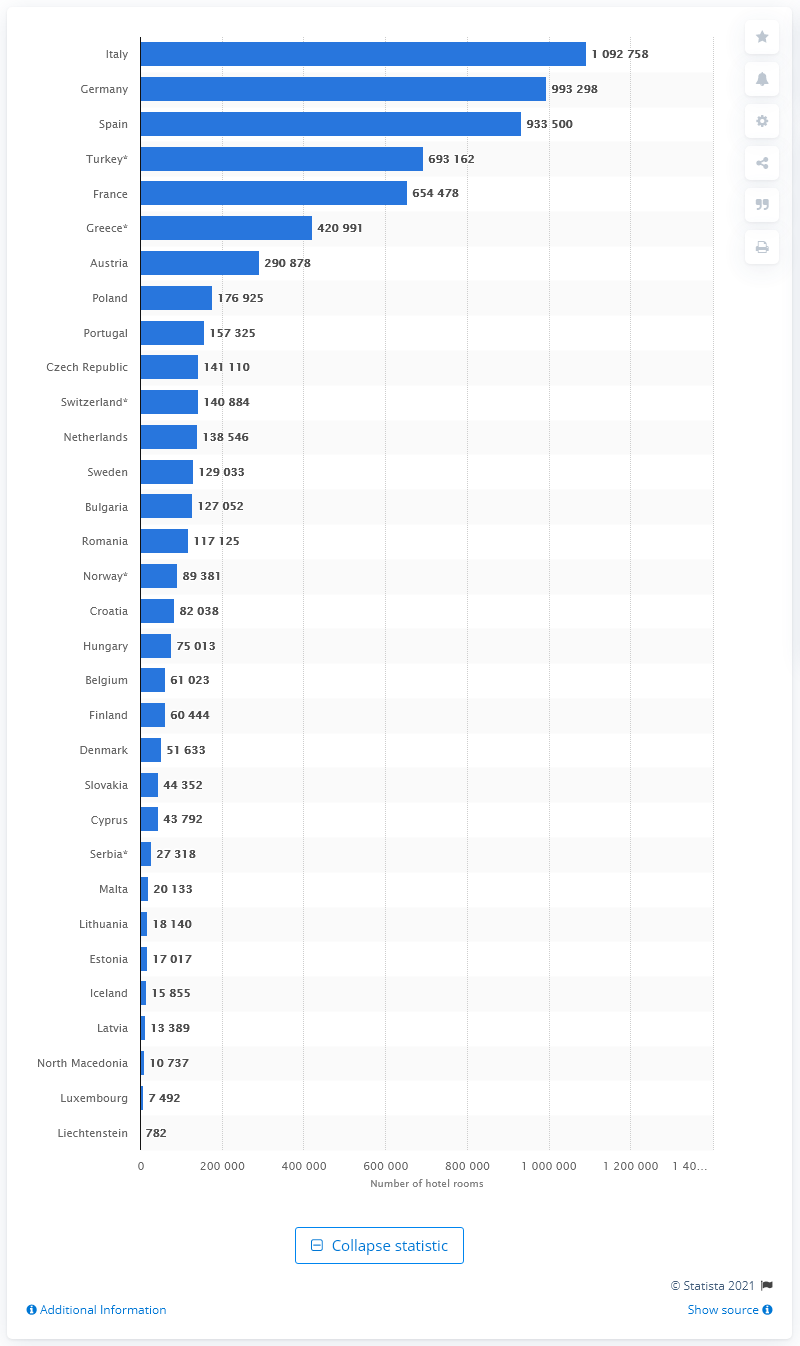 Italy 1 092 758
Germany 993 298
Spain 933 500
Turkey* 693 162
France 654 478
Greece* 420 991
Austria 290 878
Poland 176 925
Portugal 157 325
Czech Republic 141 110
Switzerland* 140 884
Netherlands 138 546
Sweden 129 033
Bulgaria 127 052
Romania 117 125
Norway* 89 381
Croatia 82 038
Hungary 75 013
Belgium 61 023
Finland 60 444
Denmark 51 633
Slovakia 44 352
Cyprus 43 792
Serbia* 27 318
Malta 20 133
Lithuania 18 140
Estonia 17 017
Iceland 15 855
Latvia 13 389
North Macedonia 10 737
Luxembourg 7 492
Liechtenstein 782
0 200 000 400 000 600 000 800 000 1 000 000 1 200 000 1 40...
Number of hotel rooms
Collapse statistic
© Statista 2021
Additional Information Show source